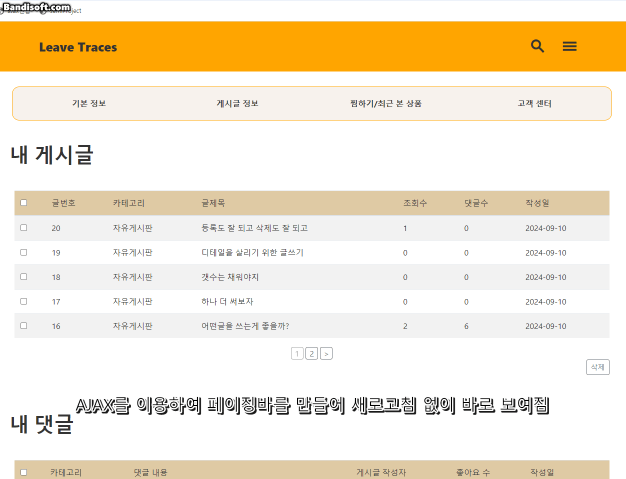 Bandisoft.com
Leave Traces
기본 정보 게시글 정보 찜하기/최근 본 상품 고객 센터
내 게시글
글번호 카테고리 글제목 조회수 댓글수 작성일
20 자유게시판 등록도 잘 되고 삭제도 잘 되고 1 0 2024-09-10
19 자유게시판 디테일을 살리기 위한 글쓰기 0 0 2024-09-10
18 자유게시판 갯수는 채워야지 0 0 2024-09-10
17 자유게시판 하나 더 써보자 0 0 2024-09-10
16 자유게시판 어떤글을 쓰는게 좋을까? 2 6 2024-09-10
1 2 >
삭제
AJAX를 이용하여 페이징바를 만들어 새로고침 없이 바로 보여짐
내 댓글
카테고리 댓글 내용 게시글 작성자 좋아요 수 작성일